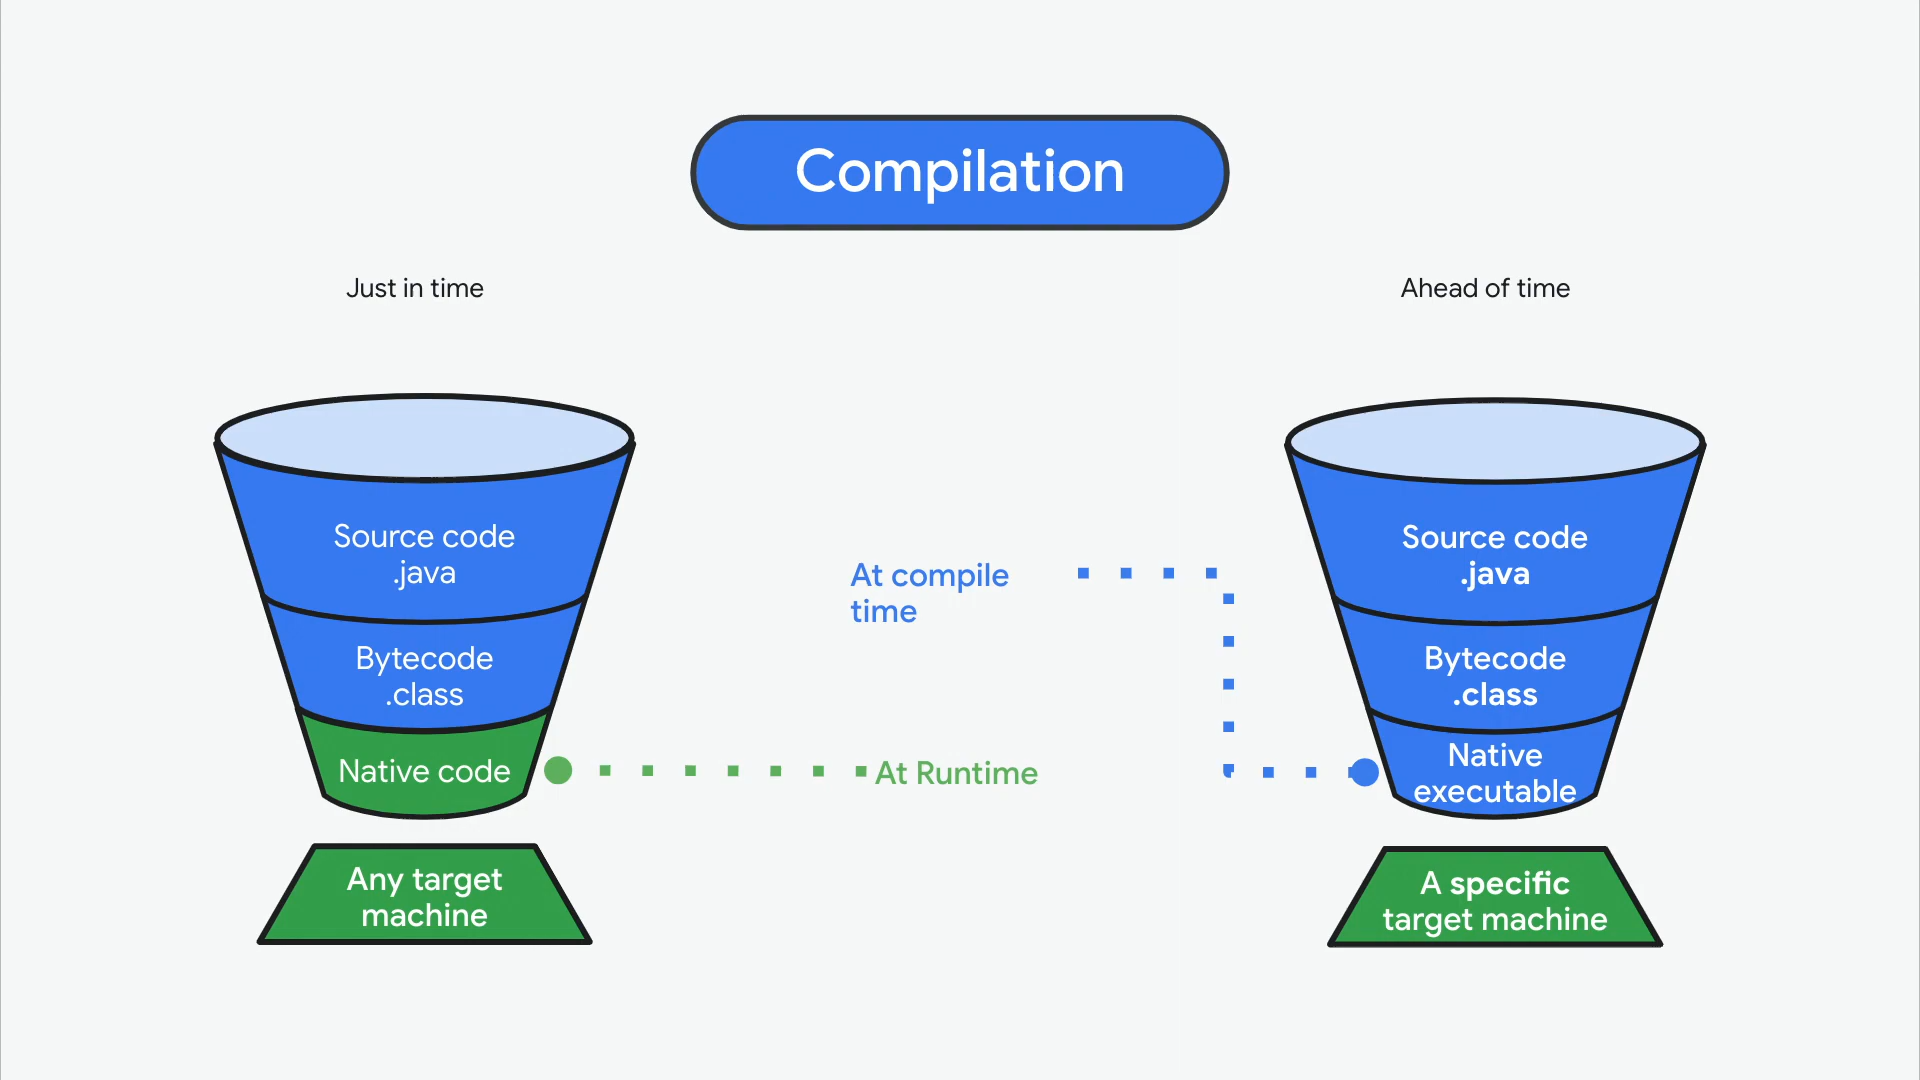 Compilation
Just in time
Ahead of time
Source code
.java
Bytecode
.class
Native code
Any target
machine
At compile
time
At Runtime
Source code
.java
Bytecode
.class
Native
executable
A specific
target machine